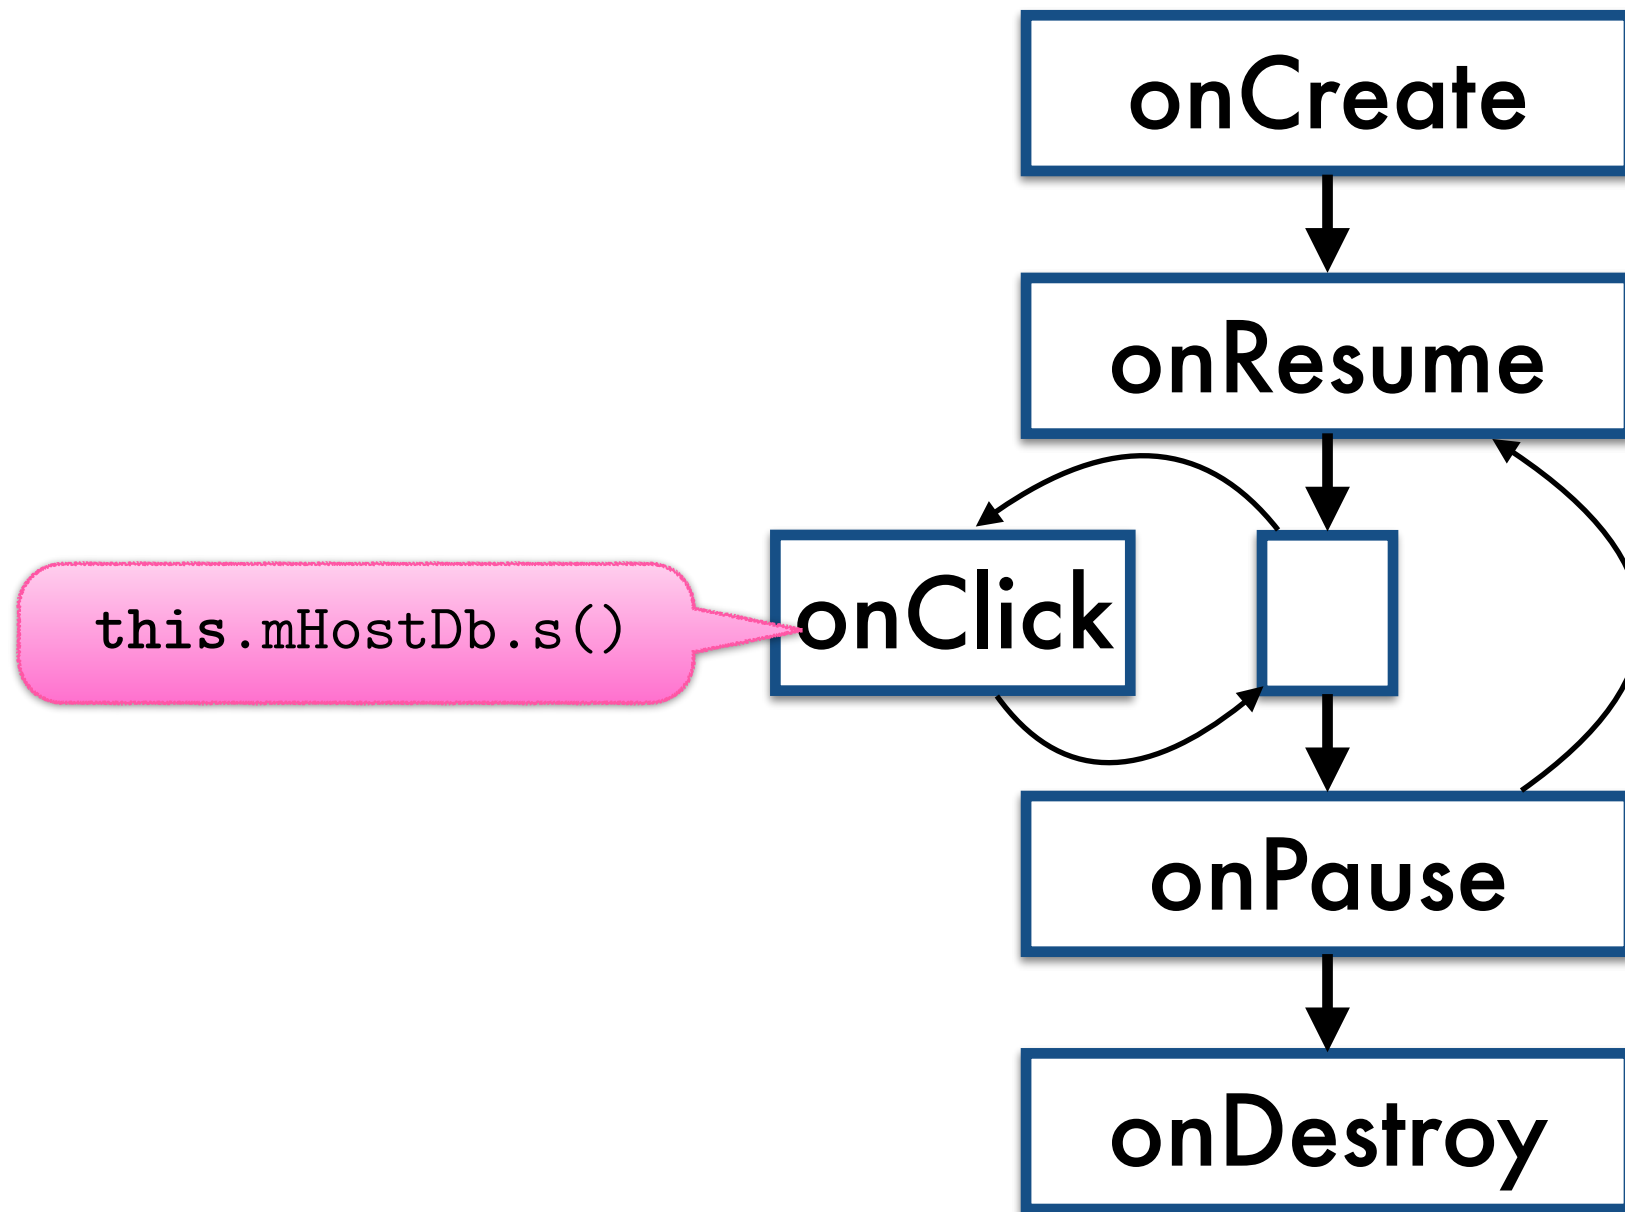 onCreate
onResume
this.mHostDb.s()
onClick
onPause
onDestroy